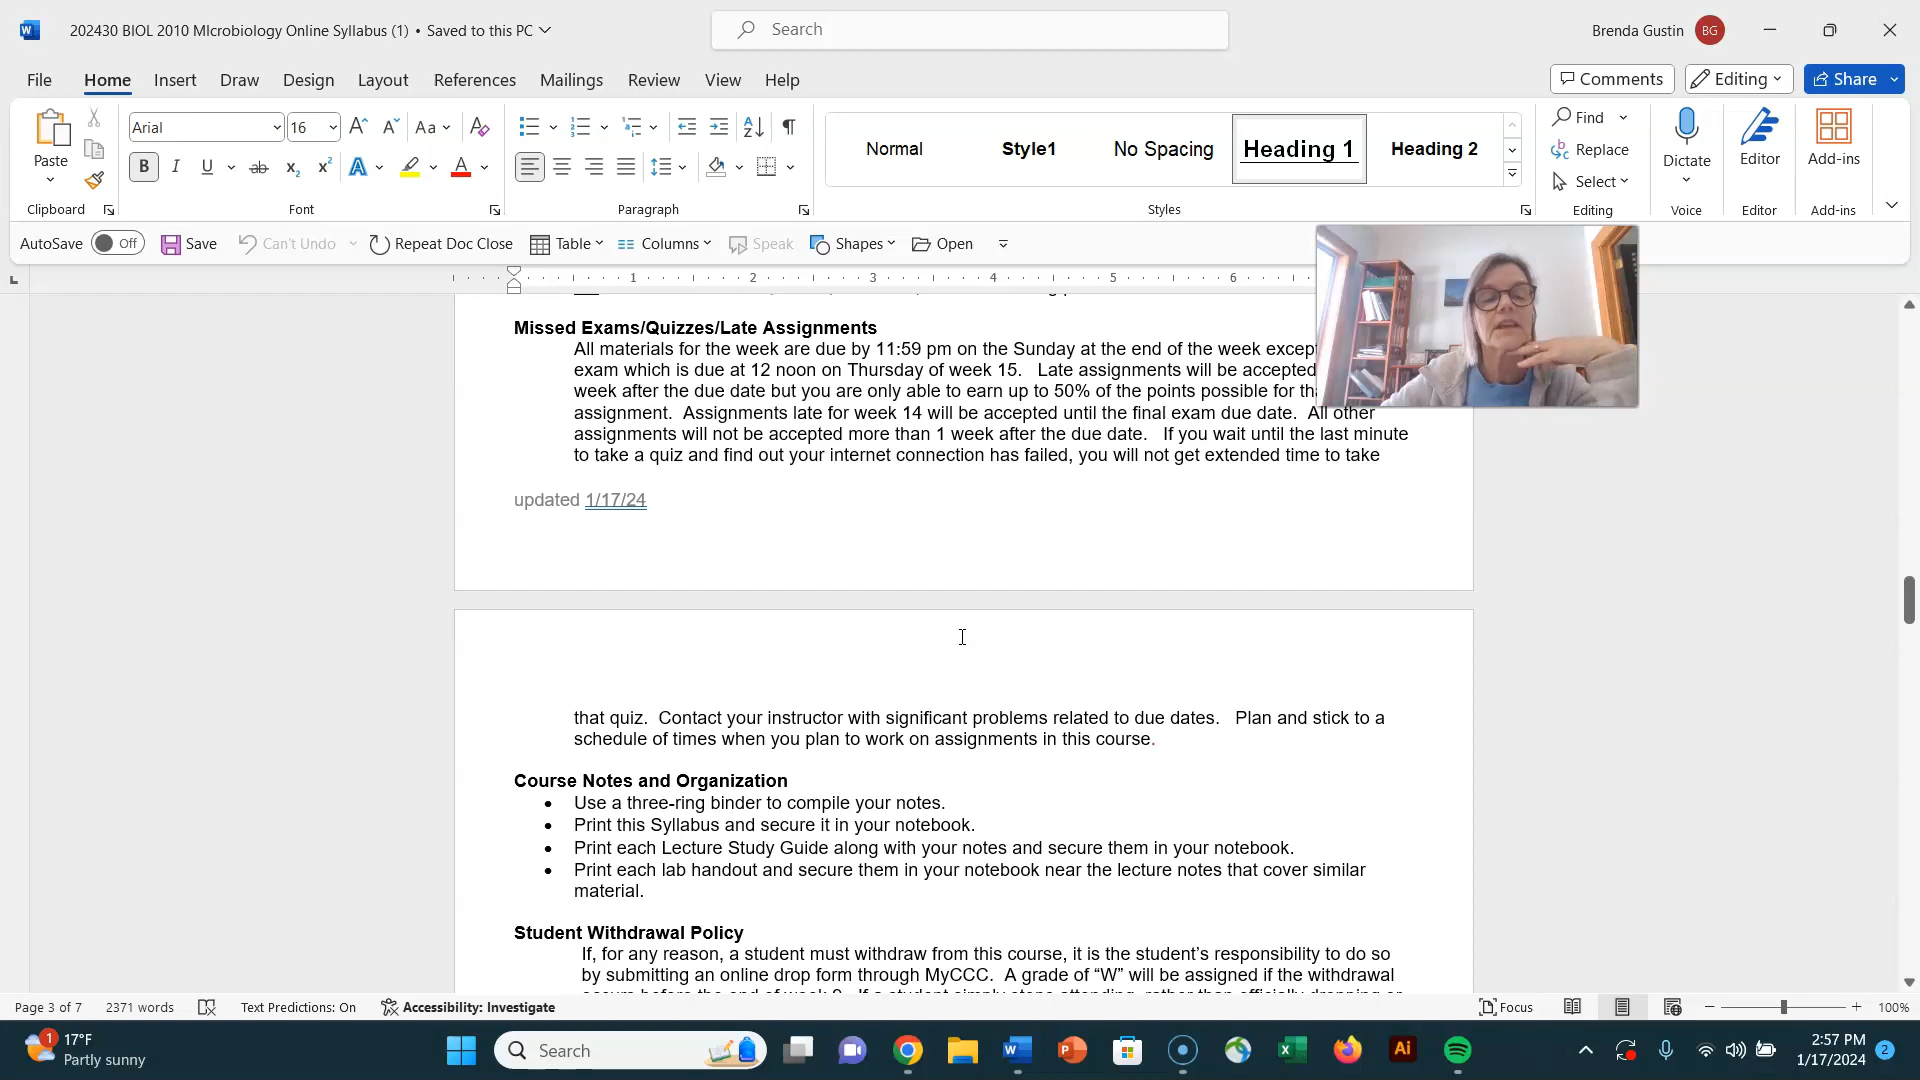 202430 BIOL 2010 MIcrobiology Online Syllabus (1) • Saved to this PC
Search
Brenda Gustin
BG
File Home Insert Draw Design Layout References Mailings Review View Help
Comments Editing Share
Paste
Arial
16
Aa
Normal
Style1
No Spacing
Heading 1
Heading 2
Find
Replace
Select
Dictate
Editor
Add-ins
Clipboard
Font
Paragraph
Styles
Editing
Voice
Editor
Add-ins
AutoSave Off Save Can't Undo Repeat Doc Close Table Columns Speak Shapes Open
1 2 3 4 5 6
Missed Exams/Quizzes/Late Assignments
All materials for the week are due by 11:59 pm on the Sunday at the end of the week except
exam which is due at 12 noon on Thursday of week 15. Late assignments will be accepted
week after the due date but you are only able to earn up to 50% of the points possible for
assignment. Assignments late for week 14 will be accepted until the final exam due date. All other
assignments will not be accepted more than 1 week after the due date. If you wait until the last minute
to take a quiz and find out your internet connection has failed, you will not get extended time to take
updated 1/17/24
that quiz. Contact your instructor with significant problems related to due dates. Plan and stick to a
schedule of times when you plan to work on assignments in this course.
Course Notes and Organization
• Use a three-ring binder to compile your notes.
• Print this Syllabus and secure it in your notebook.
• Print each Lecture Study Guide along with your notes and secure them in your notebook.
• Print each lab handout and secure them in your notebook near the lecture notes that cover similar
material.
Student Withdrawal Policy
If, for any reason, a student must withdraw from this course, it is the student's responsibility to do so
by submitting an online drop form through MyCCC. A grade of “W” will be assigned if the withdrawal
Page 3 of 7 2371 words Text Predictions: On Accessibility: Investigate Focus 100%
1
17°F
Partly sunny
Search
2:57 PM
1/17/2024
2